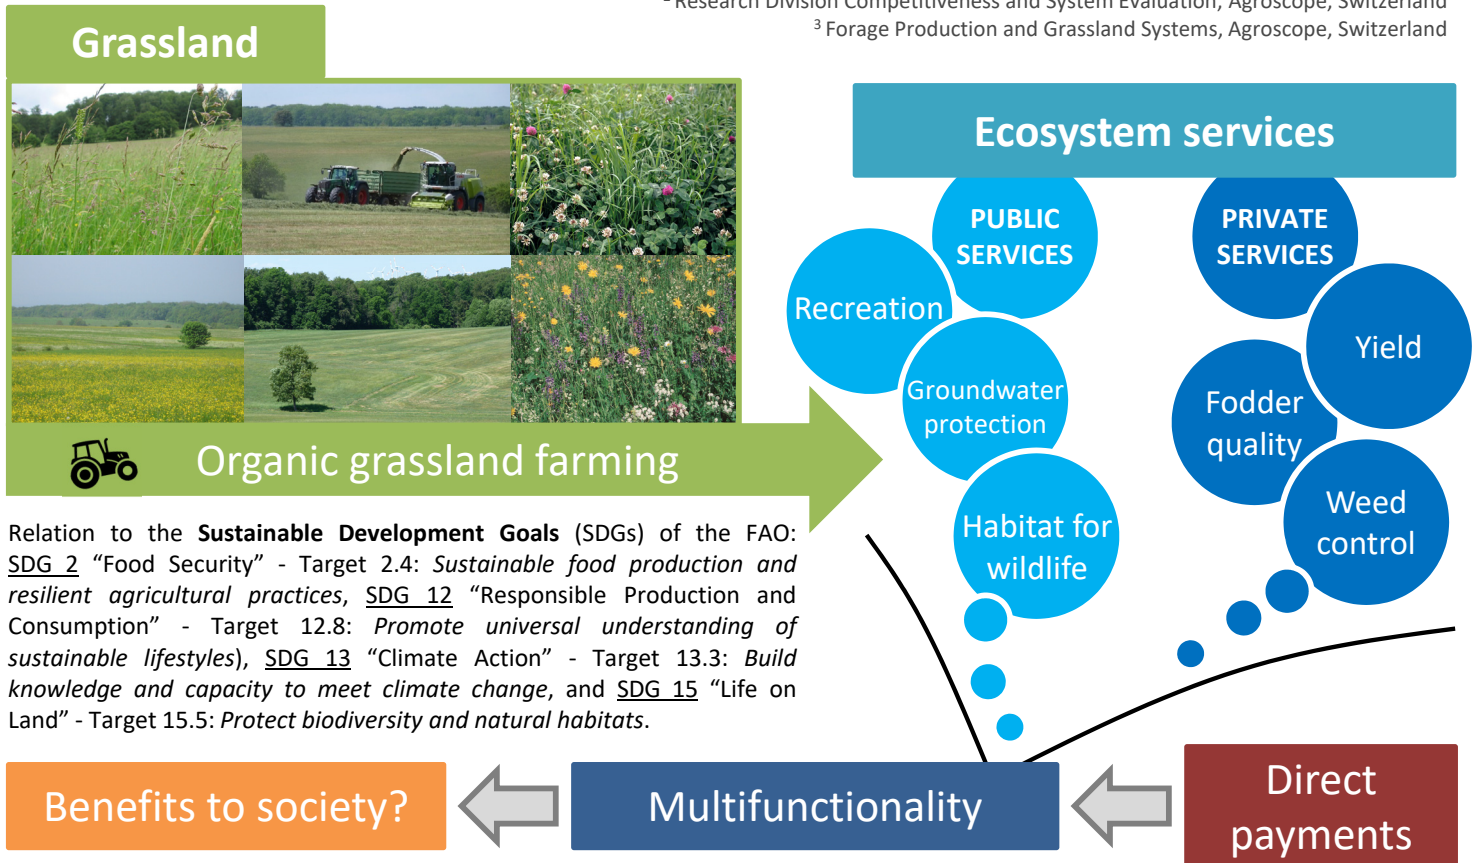 ² Research Division Competitiveness and System Evaluation, Agroscope, Switzerland
³ Forage Production and Grassland Systems, Agroscope, Switzerland
Grassland
Ecosystem services
PUBLIC
SERVICES
PRIVATE
SERVICES
Recreation
Yield
Groundwater
protection
Fodder
quality
Organic grassland farming
Habitat for
wildlife
Weed
control
Relation to the Sustainable Development Goals (SDGs) of the FAO:
SDG 2 “Food Security” - Target 2.4: Sustainable food production and
resilient agricultural practices, SDG 12 “Responsible Production and
Consumption” - Target 12.8: Promote universal understanding of
sustainable lifestyles), SDG 13 “Climate Action” - Target 13.3: Build
knowledge and capacity to meet climate change, and SDG 15 “Life on
Land” - Target 15.5: Protect biodiversity and natural habitats.
Benefits to society?
Multifunctionality
Direct
payments